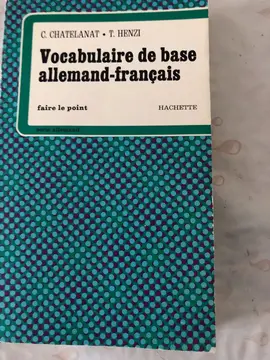 C. CHATELANAT • T. HENZI
Vocabulaire de base
allemand-français
faire le point
HACHETTE